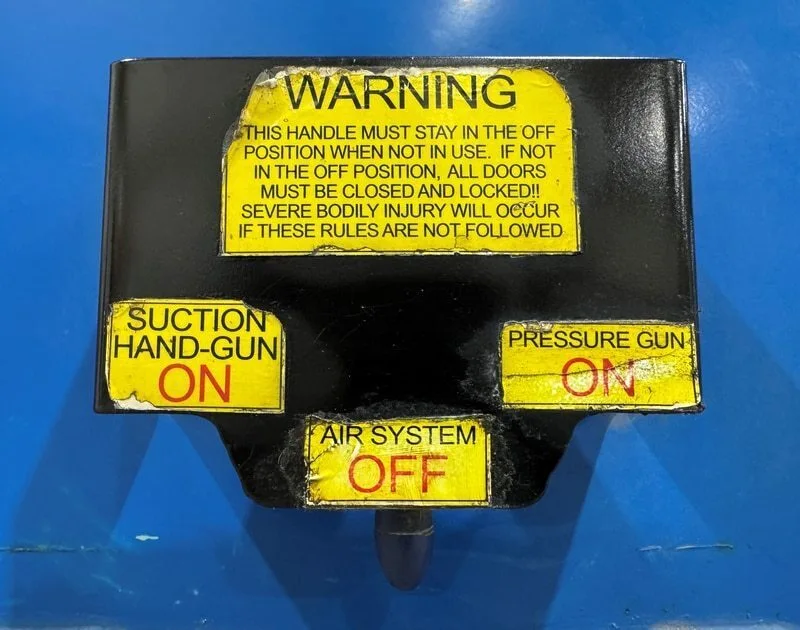 WARNING
THIS HANDLE MUST STAY IN THE OFF
POSITION WHEN NOT IN USE. IF NOT
IN THE OFF POSITION, ALL DOORS
MUST BE CLOSED AND LOCKED!!
SEVERE BODILY INJURY WILL OCCUR
IF THESE RULES ARE NOT FOLLOWED
SUCTION
HAND-GUN
ON
PRESSURE GUN
ON
AIR SYSTEM
OFF